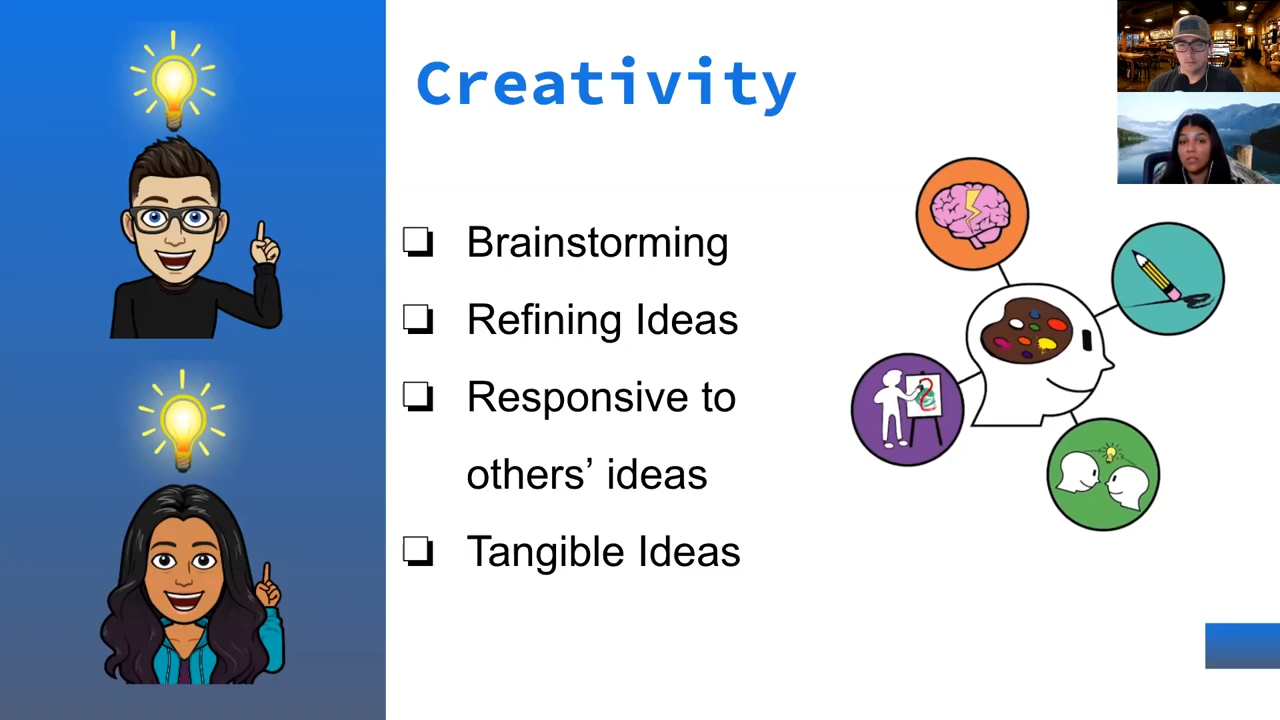 Creativity
Brainstorming
Refining Ideas
Responsive to
others’ ideas
Tangible Ideas